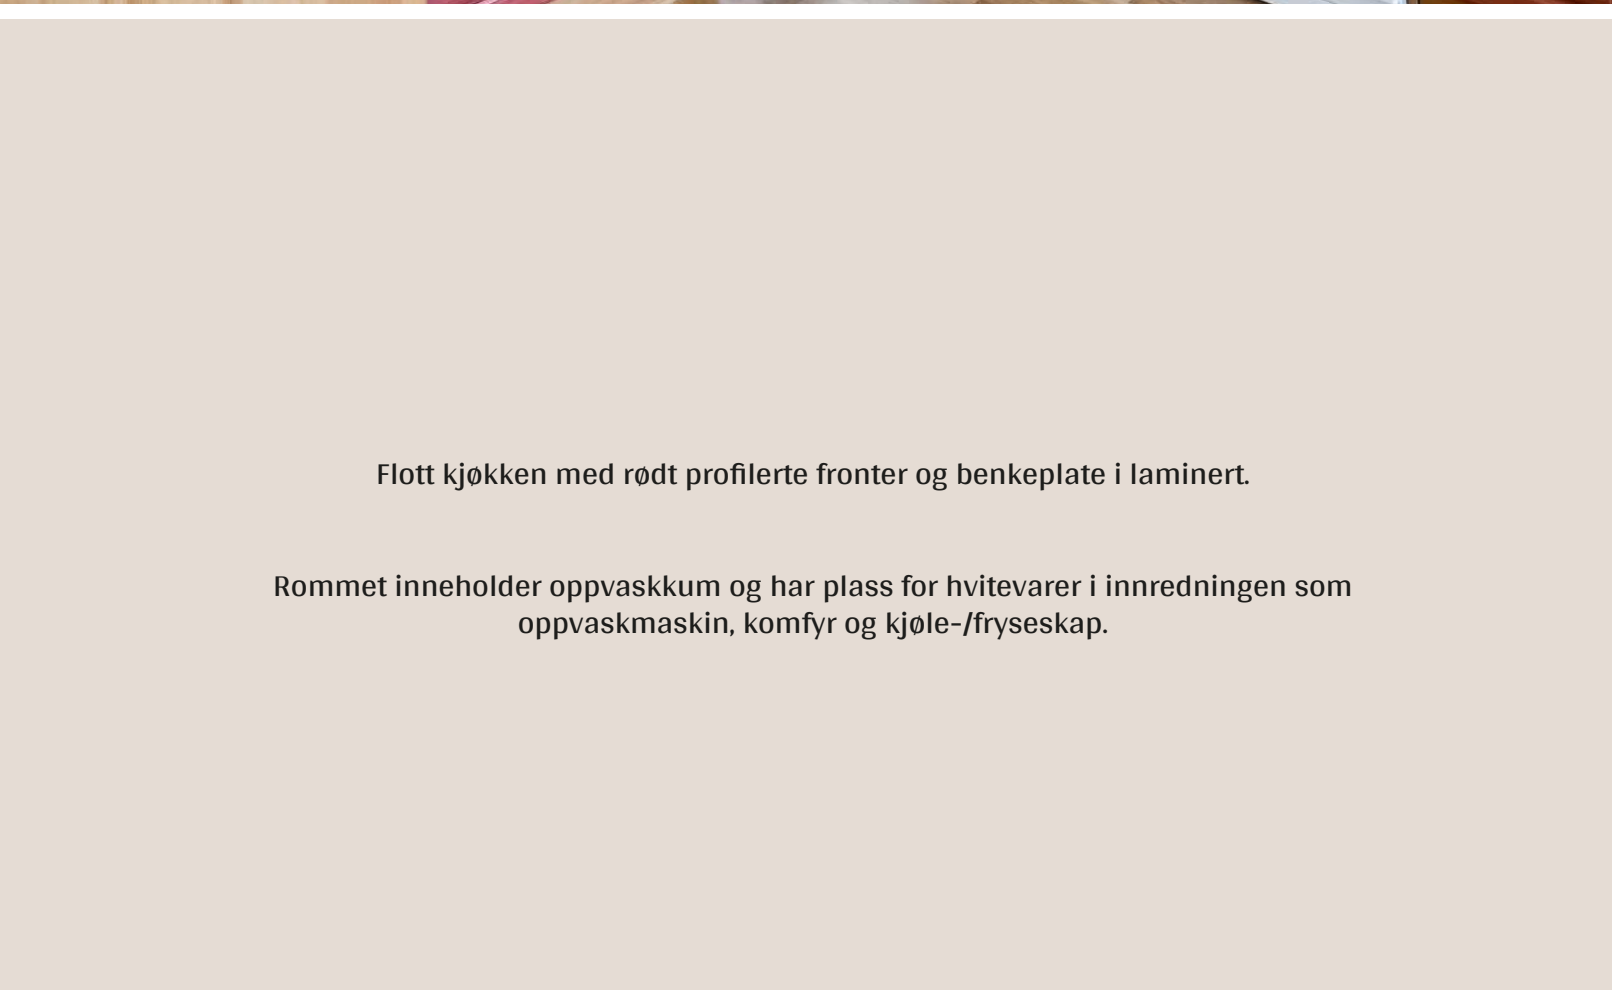 Flott kjøkken med rødt profilerte fronter og benkeplate i laminert.
Rommet inneholder oppvaskkum og har plass for hvitevarer i innredningen som
oppvaskmaskin, komfyr og kjøle-/fryseskap.